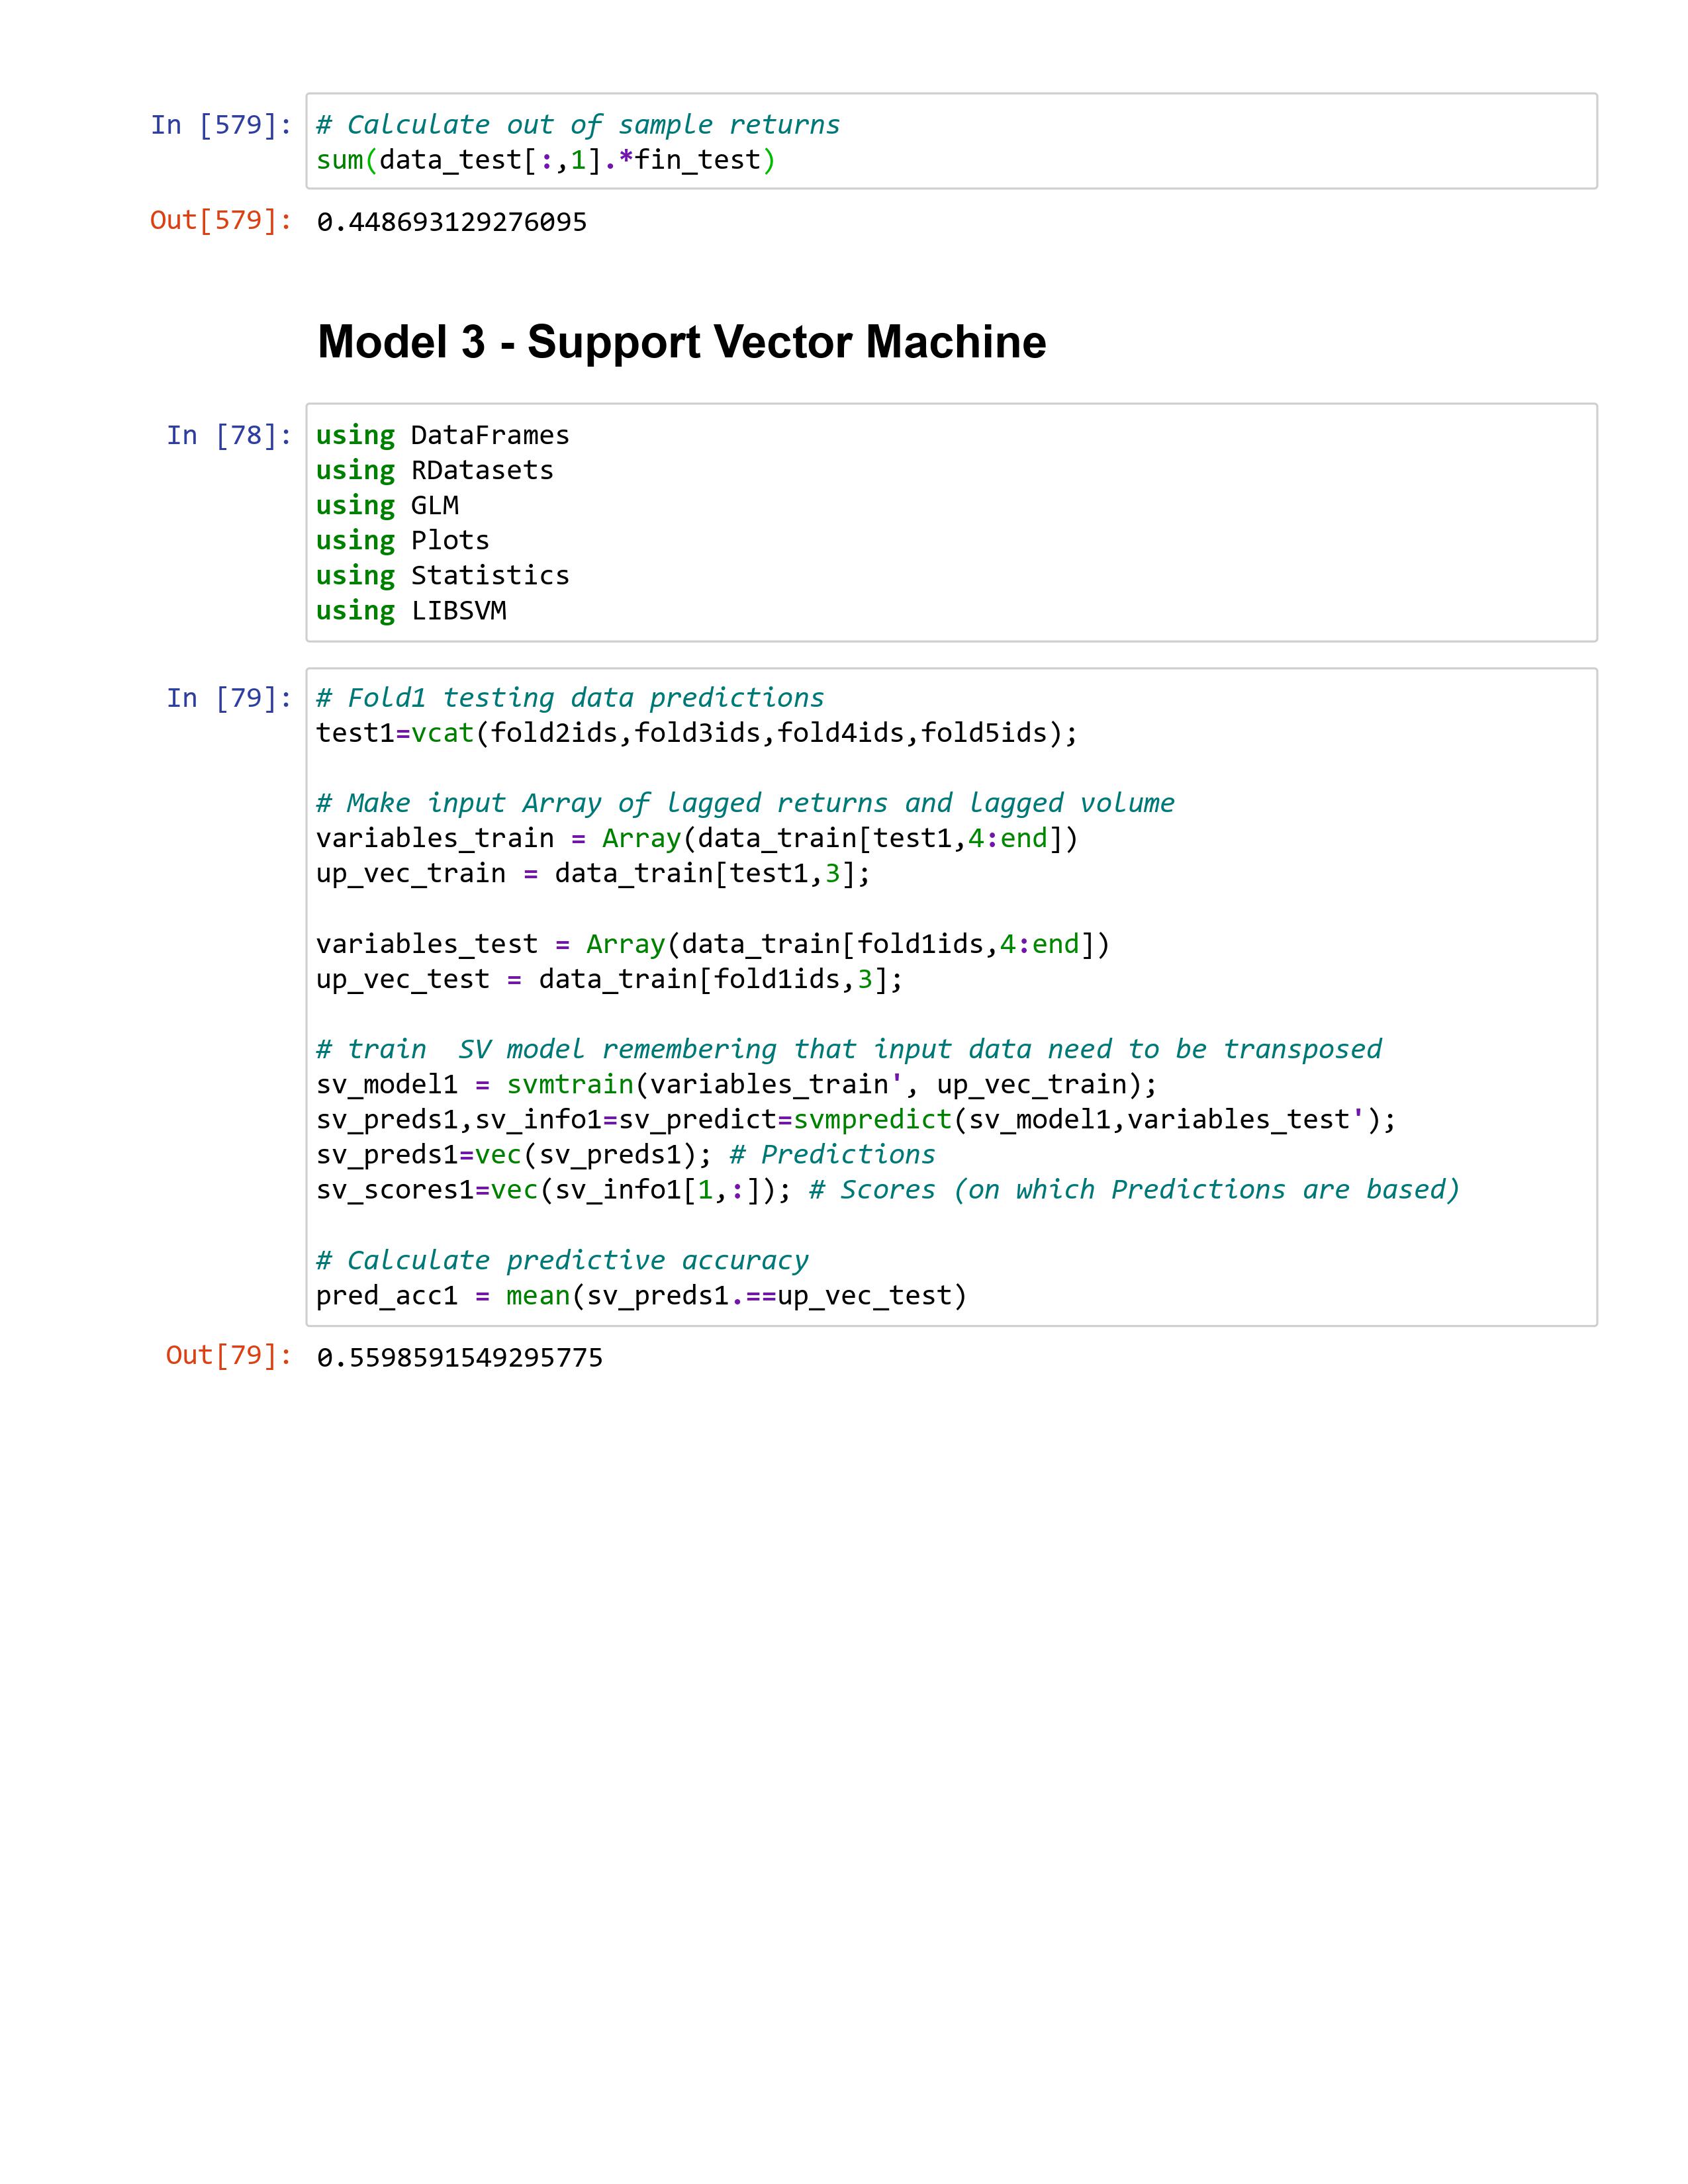 In [579]: # Calculate out of sample returns
sum(data_test[:,1].*fin_test)
Out[579]: 0.448693129276095
Model 3 - Support Vector Machine
In [78]: using DataFrames
using RDatasets
using GLM
using Plots
using Statistics
using LIBSVM
In [79]: # Fold1 testing data predictions
test1=vcat(fold2ids,fold3ids,fold4ids,fold5ids);
# Make input Array of lagged returns and lagged volume
variables_train = Array(data_train[test1,4:end])
up_vec_train = data_train[test1,3];
variables_test = Array(data_train[fold1ids,4:end])
up_vec_test = data_train[fold1ids,3];
# train  SV model remembering that input data need to be transposed
sv_model1 = svmtrain(variables_train', up_vec_train);
sv_preds1,sv_info1=sv_predict=svmpredict(sv_model1,variables_test');
sv_preds1=vec(sv_preds1); # Predictions
sv_scores1=vec(sv_info1[1,:]); # Scores (on which Predictions are based)
# Calculate predictive accuracy
pred_acc1 = mean(sv_preds1.==up_vec_test)
Out[79]: 0.5598591549295775